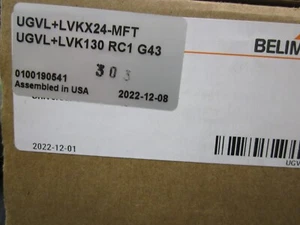 UGVL+LVKX24-MFT
UGVL+LVK130 RC1 G43
303
0100190541
Assembled in USA 2022-12-08
BELIM
2022-12-01
UGV